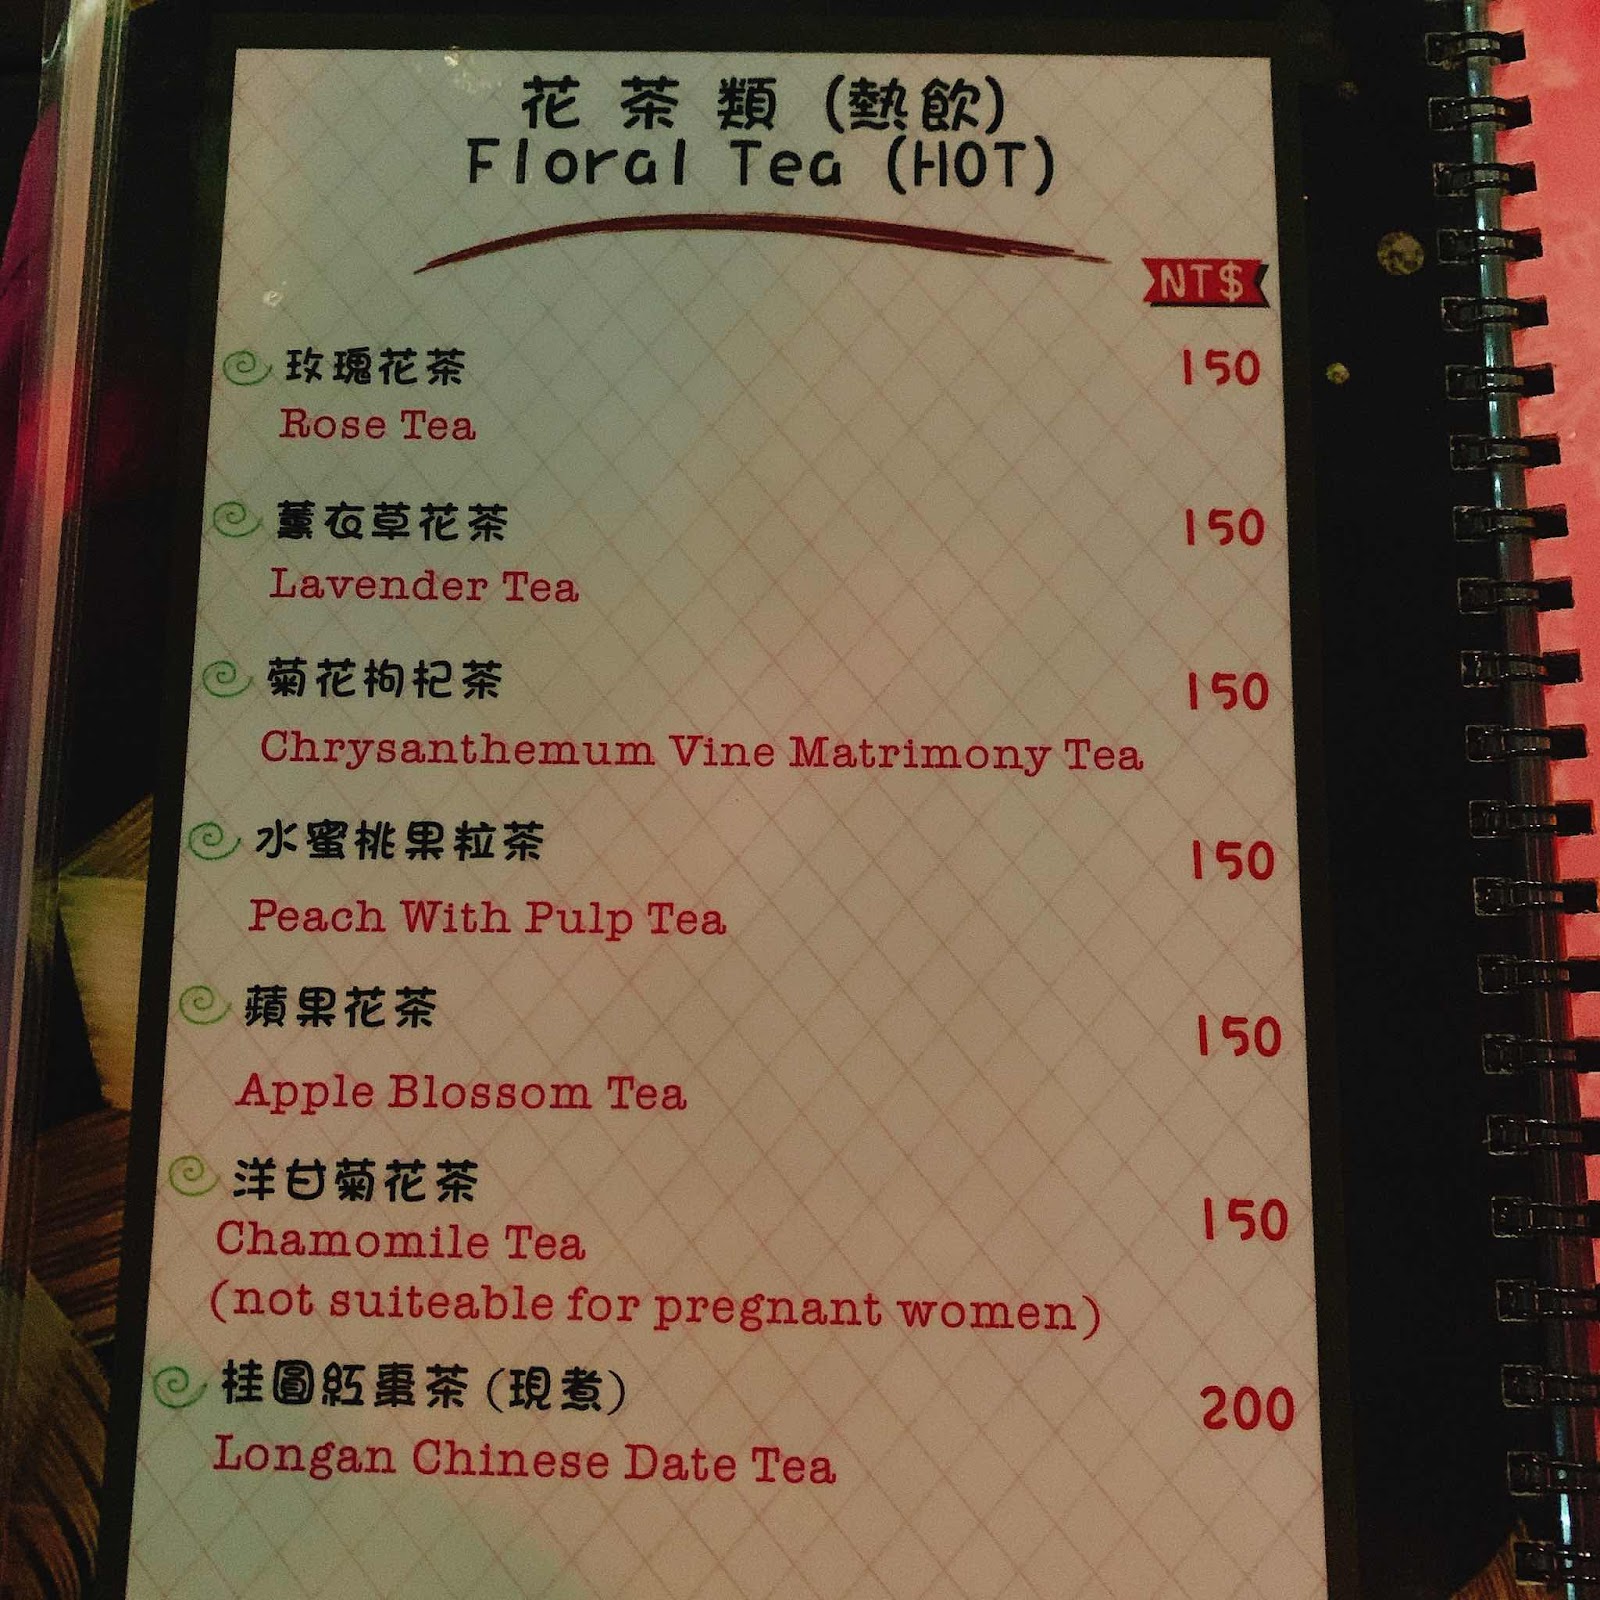 花茶類 (熱飲)
Floral Tea (HOT)
NT$
玫瑰花茶 150
Rose Tea
薰衣草花茶 150
Lavender Tea
菊花枸杞茶 150
Chrysanthemum Vine Matrimony Tea
水蜜桃果粒茶 150
Peach With Pulp Tea
蘋果花茶 150
Apple Blossom Tea
洋甘菊花茶 150
Chamomile Tea
(not suiteable for pregnant women)
桂圓紅棗茶 (現煮) 200
Longan Chinese Date Tea